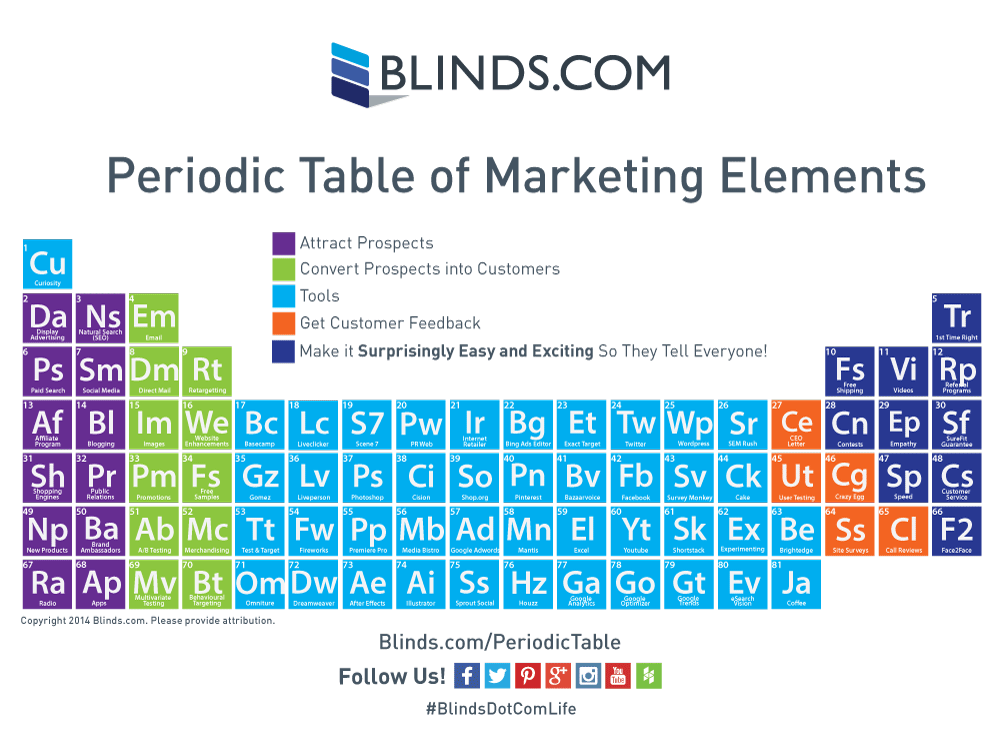 BLINDS.COM
Periodic Table of Marketing Elements
Attract Prospects
Convert Prospects into Customers
Tools
Get Customer Feedback
Make it Surprisingly Easy and Exciting So They Tell Everyone!
1
Cu
Curiosity
2
Da
Display
Advertising
3
Ns
Natural Search
(SEO)
4
Em
Email
5
Tr
1st Time Right
6
Ps
Paid Search
7
Sm
Social Media
8
Dm
Direct Mail
9
Rt
Retargetting
10
Fs
Free
Shipping
11
Vi
Videos
12
Rp
Referral
Programs
13
Af
Affiliate
Program
14
Bl
Blogging
15
Im
Images
16
We
Website
Enhancements
17
Bc
Basecamp
18
Lc
Liveclicker
19
S7
Scene 7
20
Pw
PR Web
21
Ir
Internet
Retailer
22
Bg
Bing Ads Editor
23
Et
Exact Target
24
Tw
Twitter
25
Wp
Wordpress
26
Sr
SEM Rush
27
Ce
CEO
Letter
28
Cn
Contests
29
Ep
Empathy
30
Sf
SureFit
Guarantee
31
Sh
Shopping
Engines
32
Pr
Public
Relations
33
Pm
Promotions
34
Fs
Free
Samples
35
Gz
Gomez
36
Lv
Liveperson
37
Ps
Photoshop
38
Ci
Cision
39
So
Shop.org
40
Pn
Pinterest
41
Bv
Bazaarvoice
42
Fb
Facebook
43
Sv
Survey Monkey
44
Ck
Cake
45
Ut
User Testing
46
Cg
Crazy Egg
47
Sp
Speed
48
Cs
Customer
Service
49
Np
New Products
50
Ba
Brand
Ambassadors
51
Ab
A/B Testing
52
Mc
Merchandising
53
Tt
Test & Target
54
Fw
Fireworks
55
Pp
Premiere Pro
56
Mb
Media Bistro
57
Ad
Google Adwords
58
Mn
Mantis
59
El
Excel
60
Yt
Youtube
61
Sk
Shortstack
62
Ex
Experimenting
63
Be
Brightedge
64
Ss
Site Surveys
65
Cl
Call Reviews
66
F2
Face2Face
67
Ra
Radio
68
Ap
Apps
69
Mv
Multivariate
Testing
70
Bt
Behavioural
Targeting
71
Om
Omniture
72
Dw
Dreamweaver
73
Ae
After Effects
74
Ai
Illustrator
75
Ss
Sprout Social
76
Hz
Houzz
77
Ga
Google
Analytics
78
Go
Google
Optimizer
79
Gt
Google
Trends
80
Ev
eSearch
Vision
81
Ja
Coffee
Copyright 2014 Blinds.com. Please provide attribution.
Blinds.com/PeriodicTable
Follow Us!
You
Tube
#BlindsDotComLife